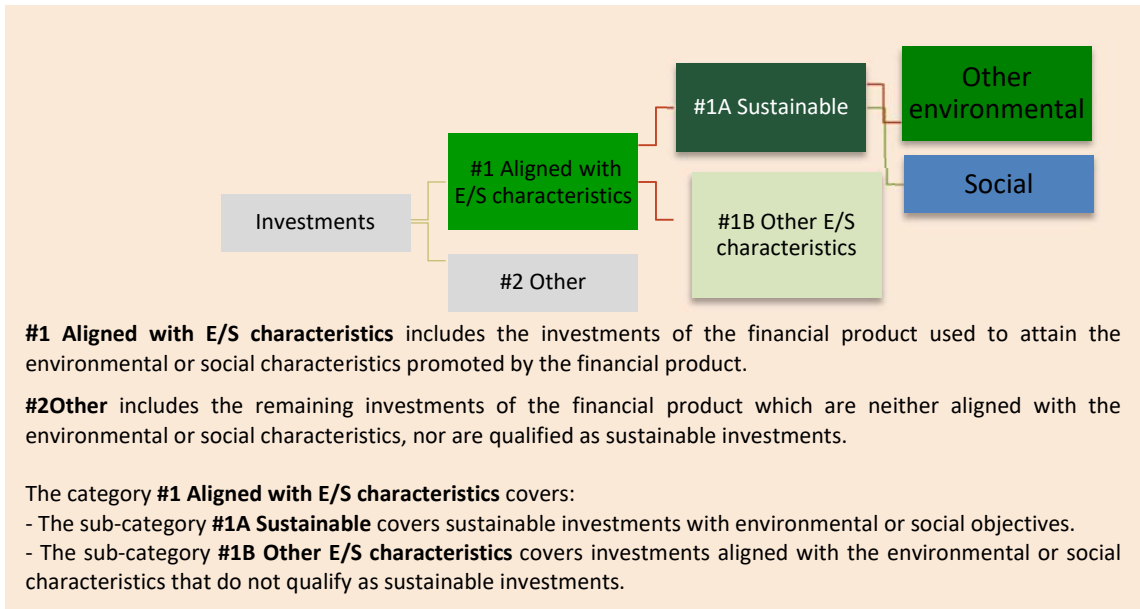 Other
environmental
#1A Sustainable
#1 Aligned with
E/S characteristics
Social
Investments
#1B Other E/S
characteristics
#2 Other
#1 Aligned with E/S characteristics includes the investments of the financial product used to attain the
environmental or social characteristics promoted by the financial product.
#2Other includes the remaining investments of the financial product which are neither aligned with the
environmental or social characteristics, nor are qualified as sustainable investments.
The category #1 Aligned with E/S characteristics covers:
- The sub-category #1A Sustainable covers sustainable investments with environmental or social objectives.
- The sub-category #1B Other E/S characteristics covers investments aligned with the environmental or social
characteristics that do not qualify as sustainable investments.